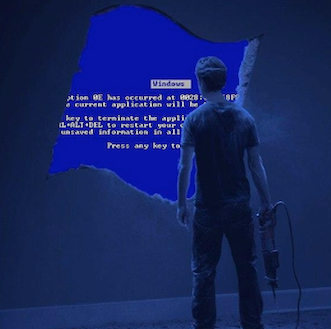 Windows
ption 0E has occurred at 0028:
e current application will be
key to terminate the appli
L+ALT+DEL to restart your
unsaved information in all
Press any key to